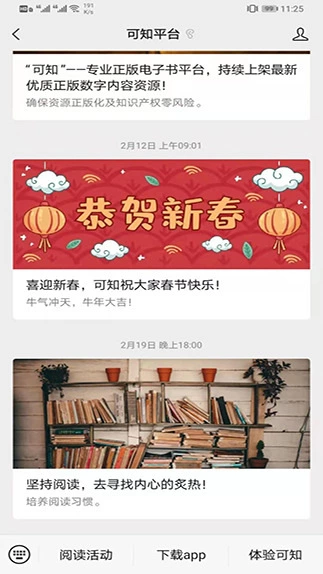 HD 191 K/s 11:25
可知平台
“可知”——专业正版电子书平台，持续上架最新
优质正版数字内容资源！
确保资源正版化及知识产权零风险。
2月12日 上午09:01
恭贺新春
喜迎新春，可知祝大家春节快乐！
牛气冲天，牛年大吉！
2月19日 晚上18:00
坚持阅读，去寻找内心的炙热！
培养阅读习惯。
阅读活动 下载app 体验可知